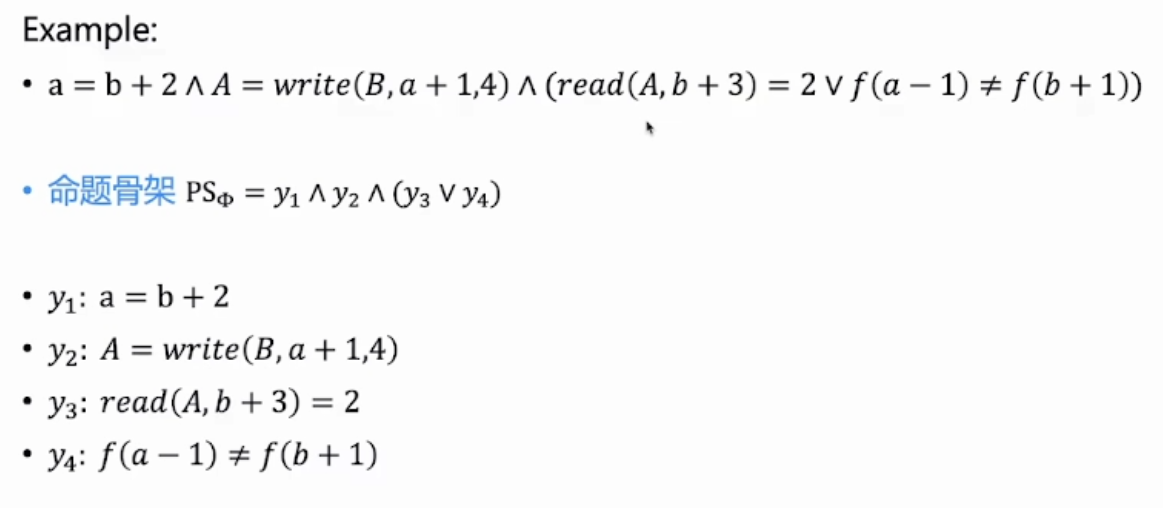 Example:
• a = b + 2 ∧ A = write(B, a + 1,4) ∧ (read(A, b + 3) = 2 ∨ f(a − 1) ≠ f(b + 1))
• 命题骨架 PS_Φ = y₁ ∧ y₂ ∧ (y₃ ∨ y₄)
• y₁: a = b + 2
• y₂: A = write(B, a + 1,4)
• y₃: read(A, b + 3) = 2
• y₄: f(a − 1) ≠ f(b + 1)